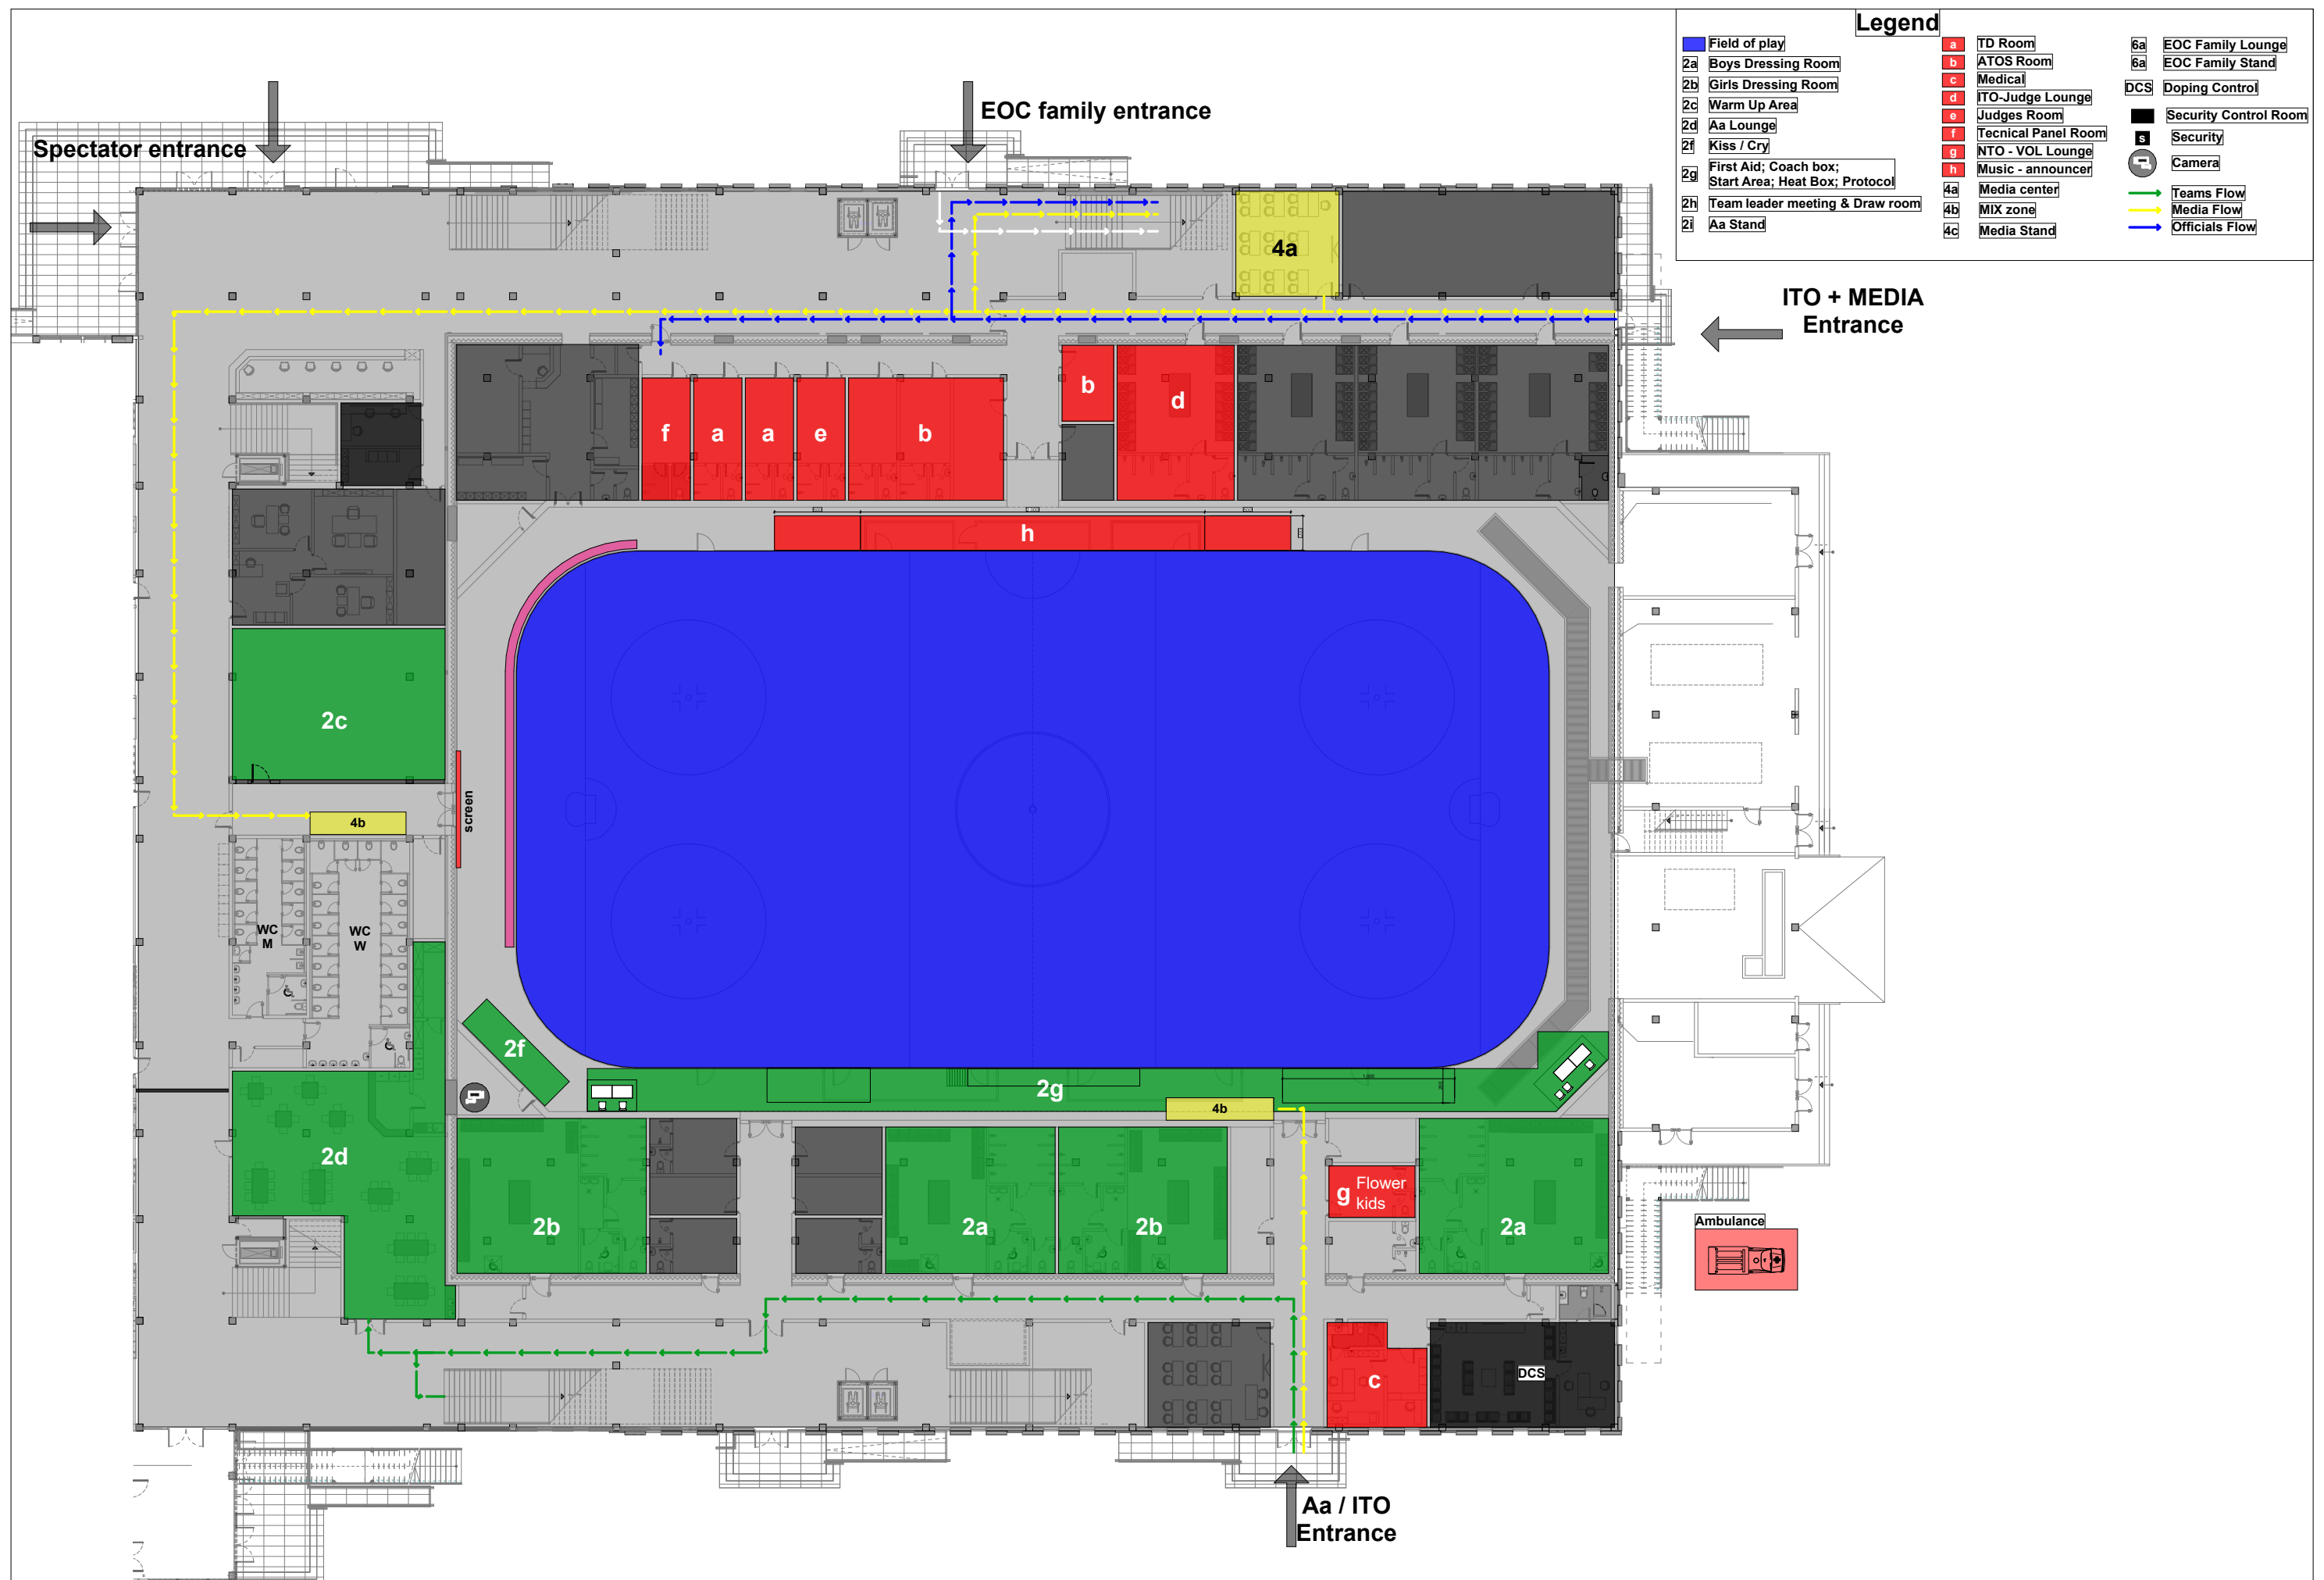 Legend
Field of play
2a Boys Dressing Room
2b Girls Dressing Room
2c Warm Up Area
2d Aa Lounge
2f Kiss / Cry
2g First Aid; Coach box;
Start Area; Heat Box; Protocol
2h Team leader meeting & Draw room
2i Aa Stand
a TD Room
b ATOS Room
c Medical
d ITO-Judge Lounge
e Judges Room
f Tecnical Panel Room
g NTO - VOL Lounge
h Music - announcer
4a Media center
4b MIX zone
4c Media Stand
6a EOC Family Lounge
6a EOC Family Stand
DCS Doping Control
Security Control Room
s Security
Camera
Teams Flow
Media Flow
Officials Flow
EOC family entrance
Spectator entrance
4a
ITO + MEDIA
Entrance
b
d
f
a
a
e
b
h
2c
screen
4b
WC
M
WC
W
2f
2g
4b
2d
2b
2a
2b
g Flower
kids
2a
Ambulance
c
DCS
Aa / ITO
Entrance